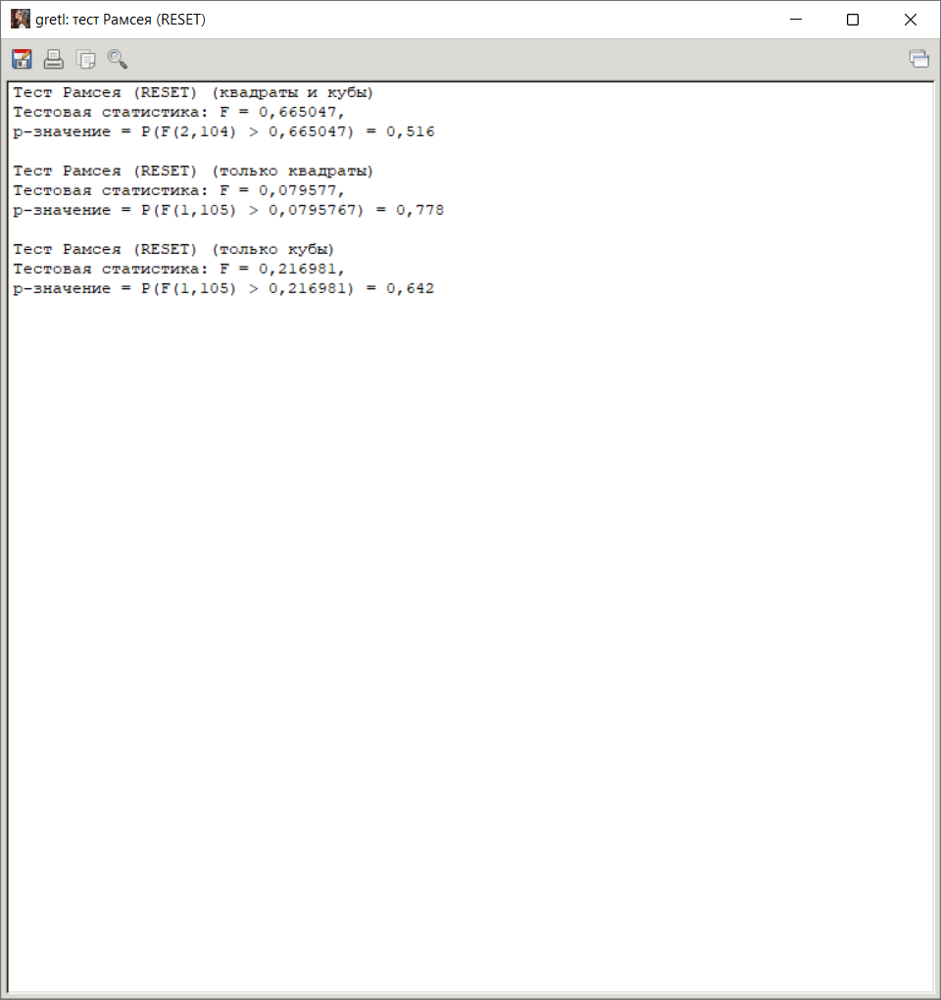 gretl: тест Рамсея (RESET)
Тест Рамсея (RESET) (квадраты и кубы)
Тестовая статистика: F = 0,665047,
p-значение = P(F(2,104) > 0,665047) = 0,516
Тест Рамсея (RESET) (только квадраты)
Тестовая статистика: F = 0,079577,
p-значение = P(F(1,105) > 0,0795767) = 0,778
Тест Рамсея (RESET) (только кубы)
Тестовая статистика: F = 0,216981,
p-значение = P(F(1,105) > 0,216981) = 0,642